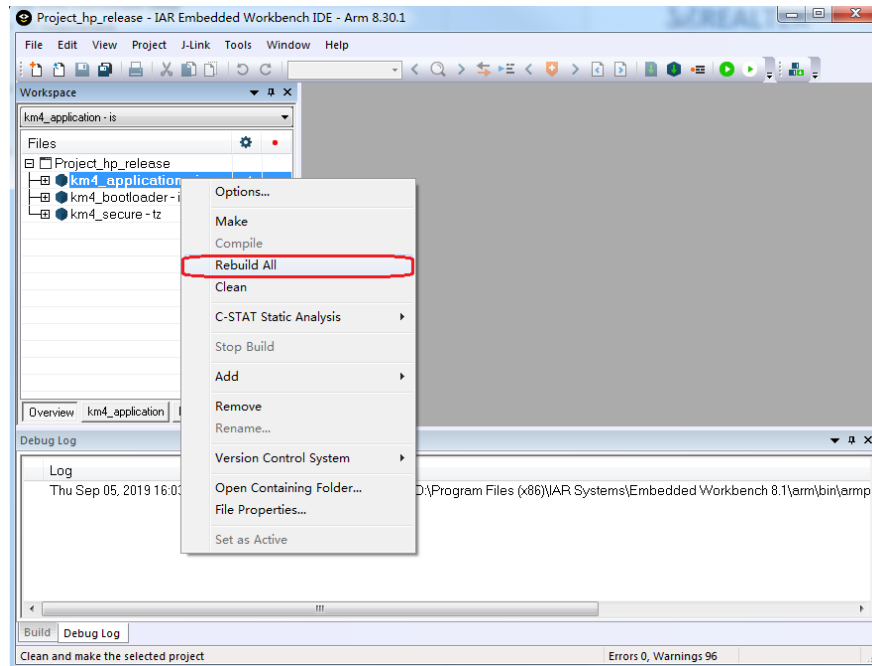 Project_hp_release - IAR Embedded Workbench IDE - Arm 8.30.1
File Edit View Project J-Link Tools Window Help
Workspace
km4_application - is
Files
Project_hp_release
km4_application
km4_bootloader - i
km4_secure - tz
Options...
Make
Compile
Rebuild All
Clean
C-STAT Static Analysis
Stop Build
Add
Remove
Rename...
Version Control System
Open Containing Folder...
File Properties...
Set as Active
Overview km4_application
Debug Log
Log
Thu Sep 05, 2019 16:03 D:\Program Files (x86)\IAR Systems\Embedded Workbench 8.1\arm\bin\armp
Build Debug Log
Clean and make the selected project Errors 0, Warnings 96